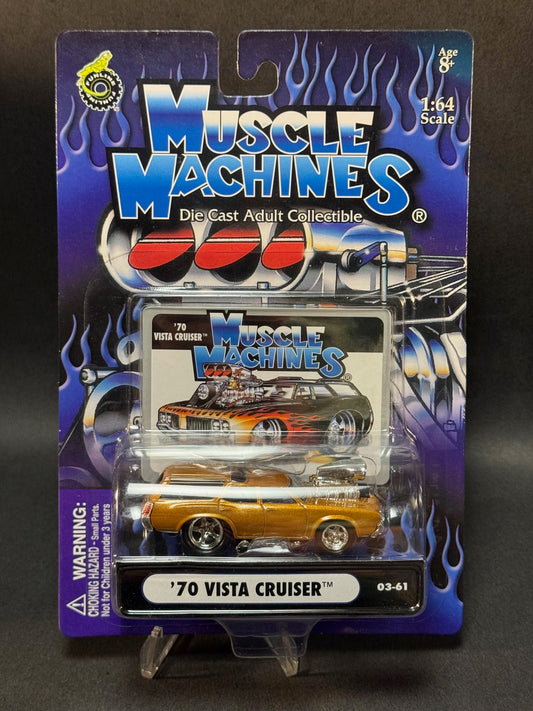 FUNLINE
Age
8+
1:64
Scale
MUSCLE
MACHINES®
Die Cast Adult Collectible
'70
VISTA CRUISER™
MUSCLE
MACHINES®
WARNING:
CHOKING HAZARD - Small Parts.
Not for Children under 3 years
'70 VISTA CRUISER™
03-61